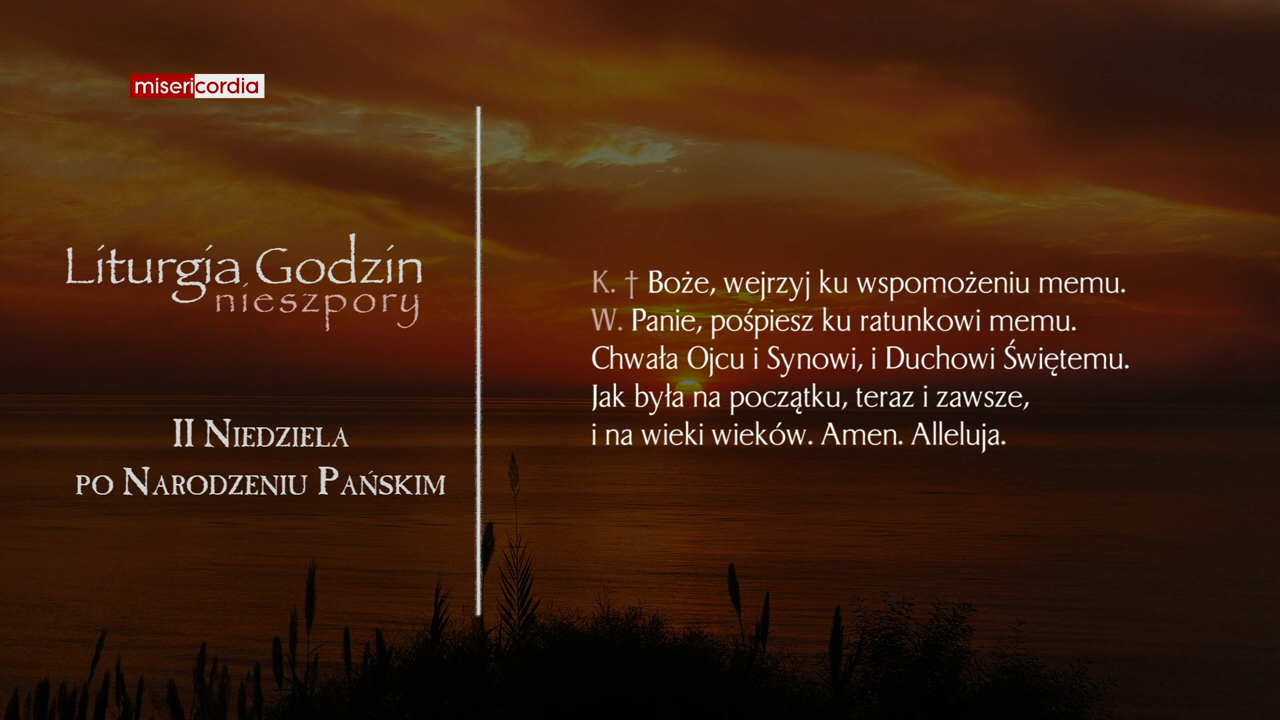 misericordia
Liturgia Godzin
nieszpory
II Niedziela
po Narodzeniu Pańskim
K. † Boże, wejrzyj ku wspomożeniu memu.
W. Panie, pośpiesz ku ratunkowi memu.
Chwała Ojcu i Synowi, i Duchowi Świętemu.
Jak była na początku, teraz i zawsze,
i na wieki wieków. Amen. Alleluja.